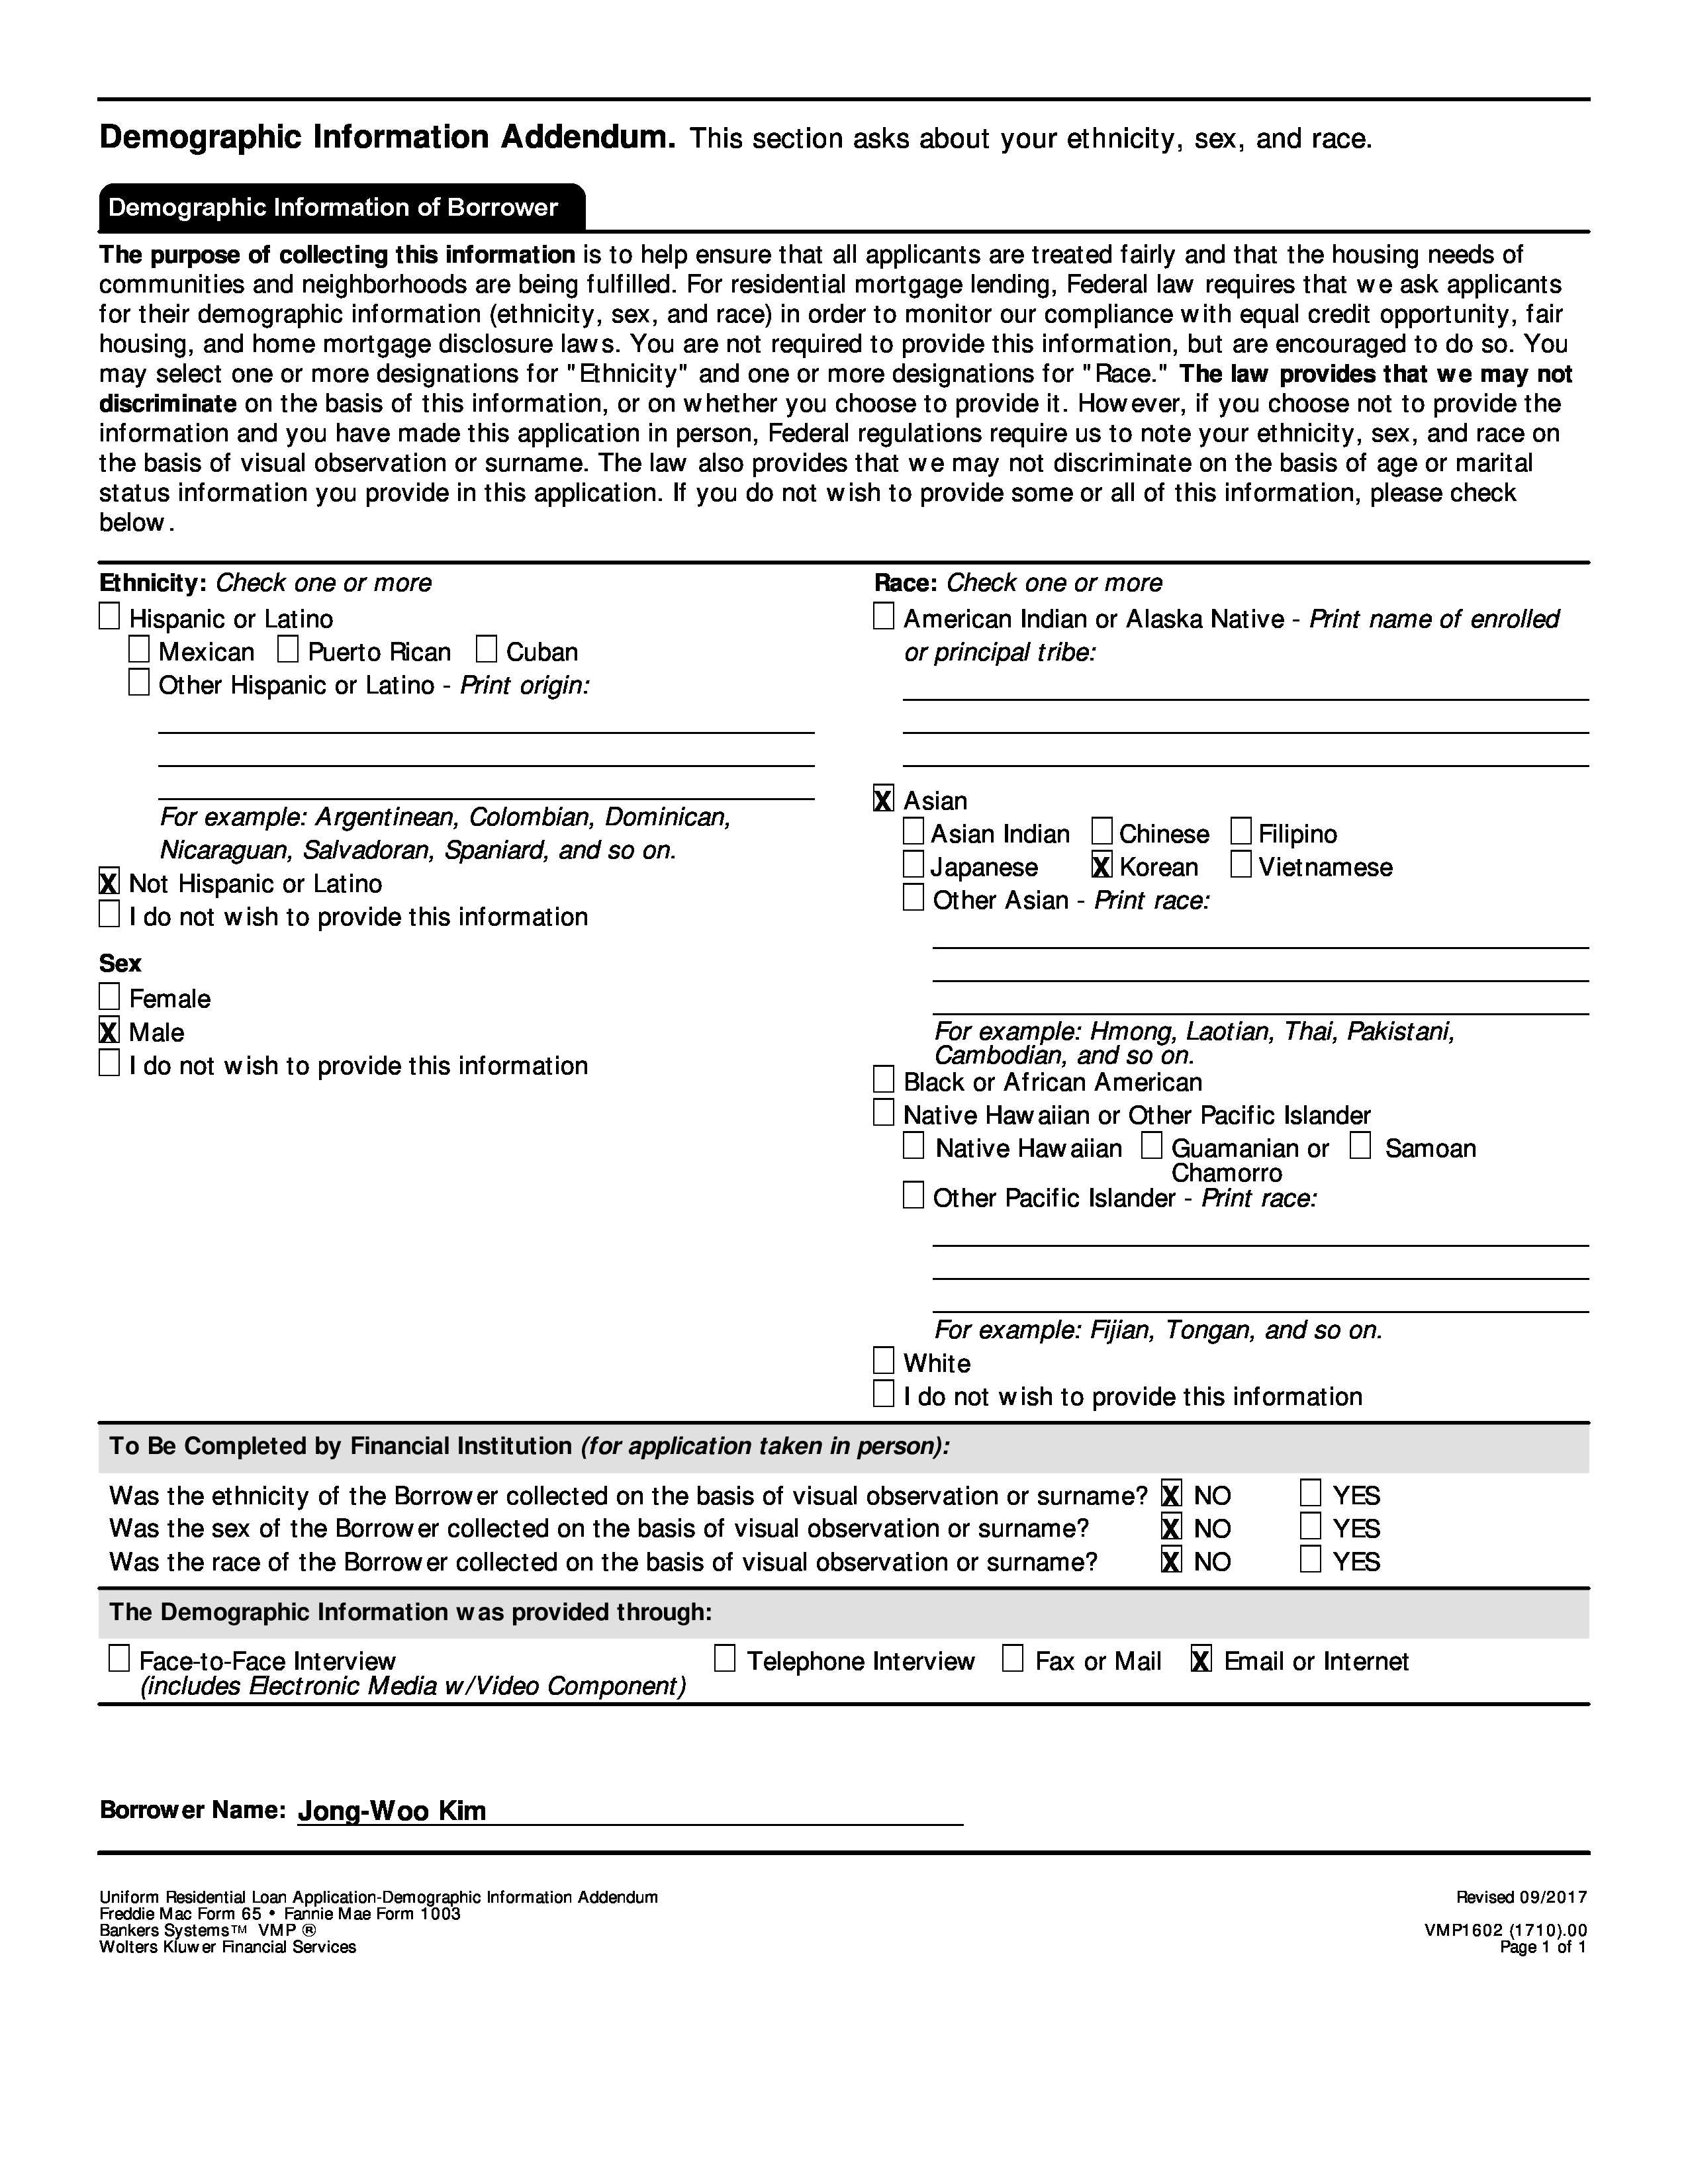 Demographic Information Addendum. This section asks about your ethnicity, sex, and race.
Demographic Information of Borrower
The purpose of collecting this information is to help ensure that all applicants are treated fairly and that the housing needs of
communities and neighborhoods are being fulfilled. For residential mortgage lending, Federal law requires that we ask applicants
for their demographic information (ethnicity, sex, and race) in order to monitor our compliance with equal credit opportunity, fair
housing, and home mortgage disclosure laws. You are not required to provide this information, but are encouraged to do so. You
may select one or more designations for "Ethnicity" and one or more designations for "Race." The law provides that we may not
discriminate on the basis of this information, or on whether you choose to provide it. However, if you choose not to provide the
information and you have made this application in person, Federal regulations require us to note your ethnicity, sex, and race on
the basis of visual observation or surname. The law also provides that we may not discriminate on the basis of age or marital
status information you provide in this application. If you do not wish to provide some or all of this information, please check
below.
Ethnicity: Check one or more
Hispanic or Latino
Mexican Puerto Rican Cuban
Other Hispanic or Latino - Print origin:
For example: Argentinean, Colombian, Dominican,
Nicaraguan, Salvadoran, Spaniard, and so on.
X Not Hispanic or Latino
I do not wish to provide this information
Sex
Female
X Male
I do not wish to provide this information
Race: Check one or more
American Indian or Alaska Native - Print name of enrolled
or principal tribe:
X Asian
Asian Indian Chinese Filipino
Japanese X Korean Vietnamese
Other Asian - Print race:
For example: Hmong, Laotian, Thai, Pakistani,
Cambodian, and so on.
Black or African American
Native Hawaiian or Other Pacific Islander
Native Hawaiian Guamanian or Samoan
Chamorro
Other Pacific Islander - Print race:
For example: Fijian, Tongan, and so on.
White
I do not wish to provide this information
To Be Completed by Financial Institution (for application taken in person):
Was the ethnicity of the Borrower collected on the basis of visual observation or surname? X NO YES
Was the sex of the Borrower collected on the basis of visual observation or surname? X NO YES
Was the race of the Borrower collected on the basis of visual observation or surname? X NO YES
The Demographic Information was provided through:
Face-to-Face Interview Telephone Interview Fax or Mail X Email or Internet
(includes Electronic Media w/Video Component)
Borrower Name: Jong-Woo Kim
Uniform Residential Loan Application-Demographic Information Addendum Revised 09/2017
Freddie Mac Form 65 • Fannie Mae Form 1003
Bankers Systems™ VMP ® VMP1602 (1710).00
Wolters Kluwer Financial Services Page 1 of 1